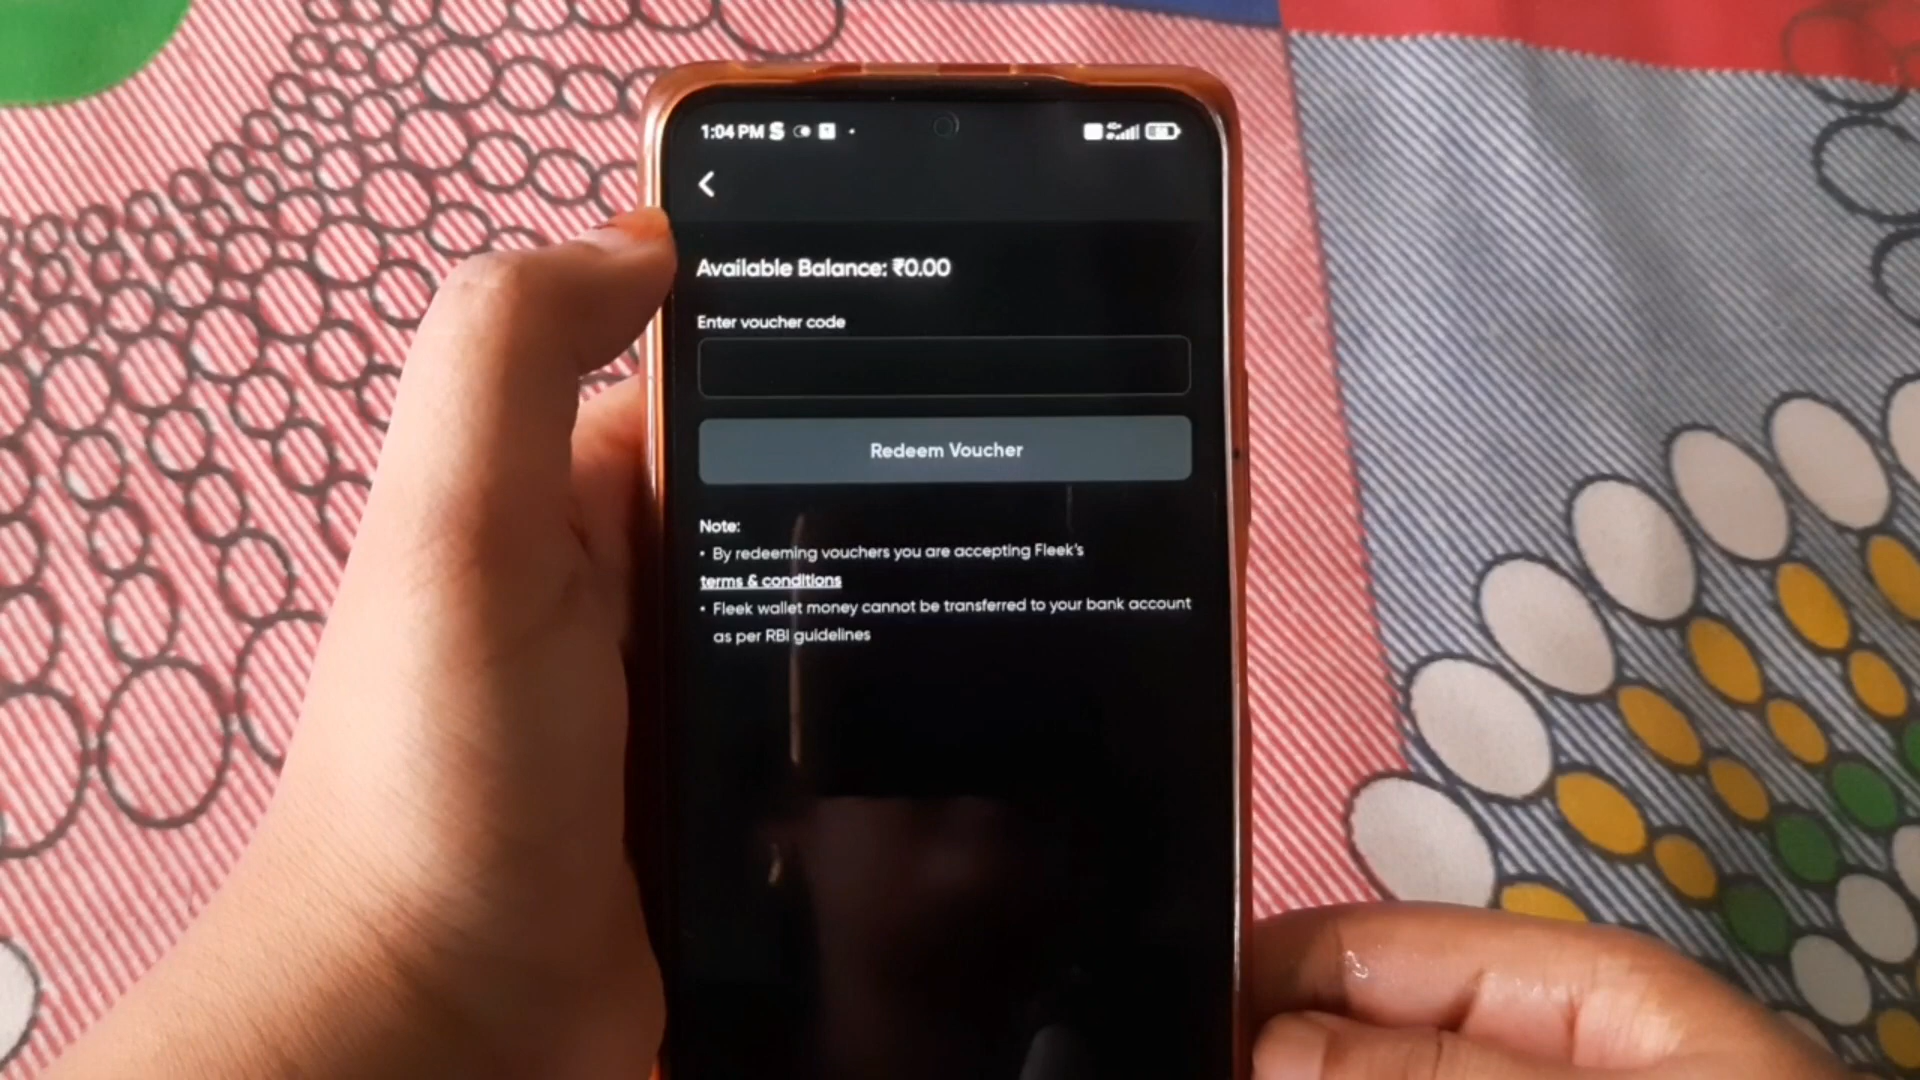 1:04 PM
Available Balance: ₹0.00
Enter voucher code
Redeem Voucher
Note:
• By redeeming vouchers you are accepting Fleek's
terms & conditions
• Fleek wallet money cannot be transferred to your bank account
as per RBI guidelines